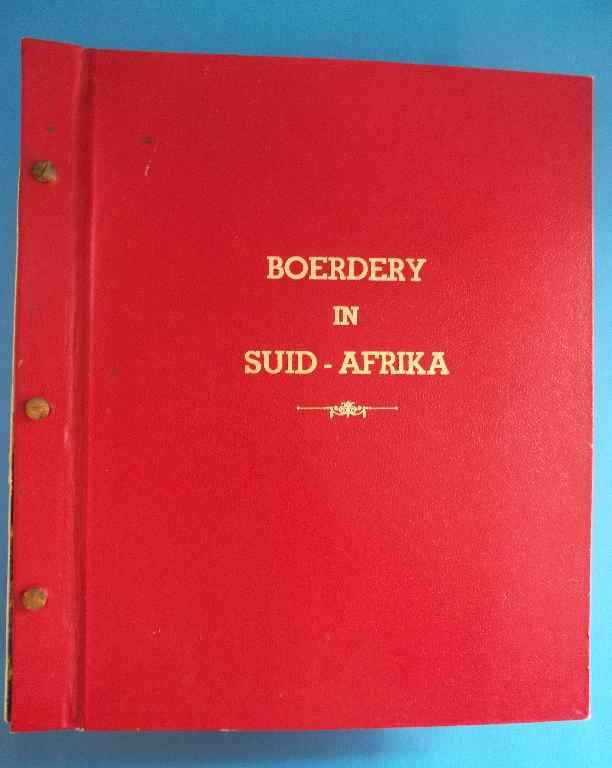 BOERDERY
IN
SUID - AFRIKA